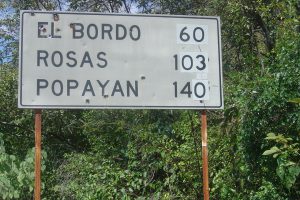 EL BORDO 60
ROSAS 103
POPAYAN 140